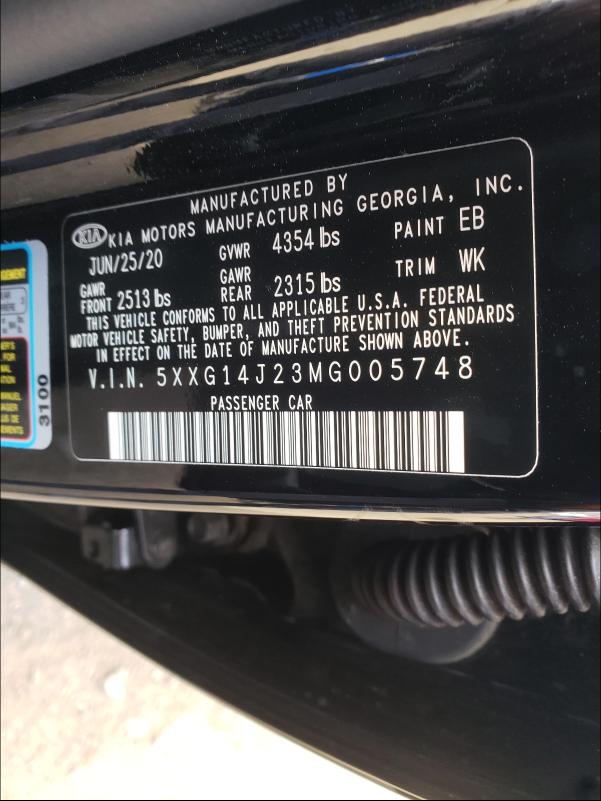 MANUFACTURED BY
KIA KIA MOTORS MANUFACTURING GEORGIA, INC.
JUN/25/20 GVWR 4354 lbs PAINT EB
GAWR FRONT 2513 lbs GAWR REAR 2315 lbs TRIM WK
THIS VEHICLE CONFORMS TO ALL APPLICABLE U.S.A. FEDERAL
MOTOR VEHICLE SAFETY, BUMPER, AND THEFT PREVENTION STANDARDS
IN EFFECT ON THE DATE OF MANUFACTURE SHOWN ABOVE.
V.I.N. 5XXG14J23MG005748
PASSENGER CAR
3100